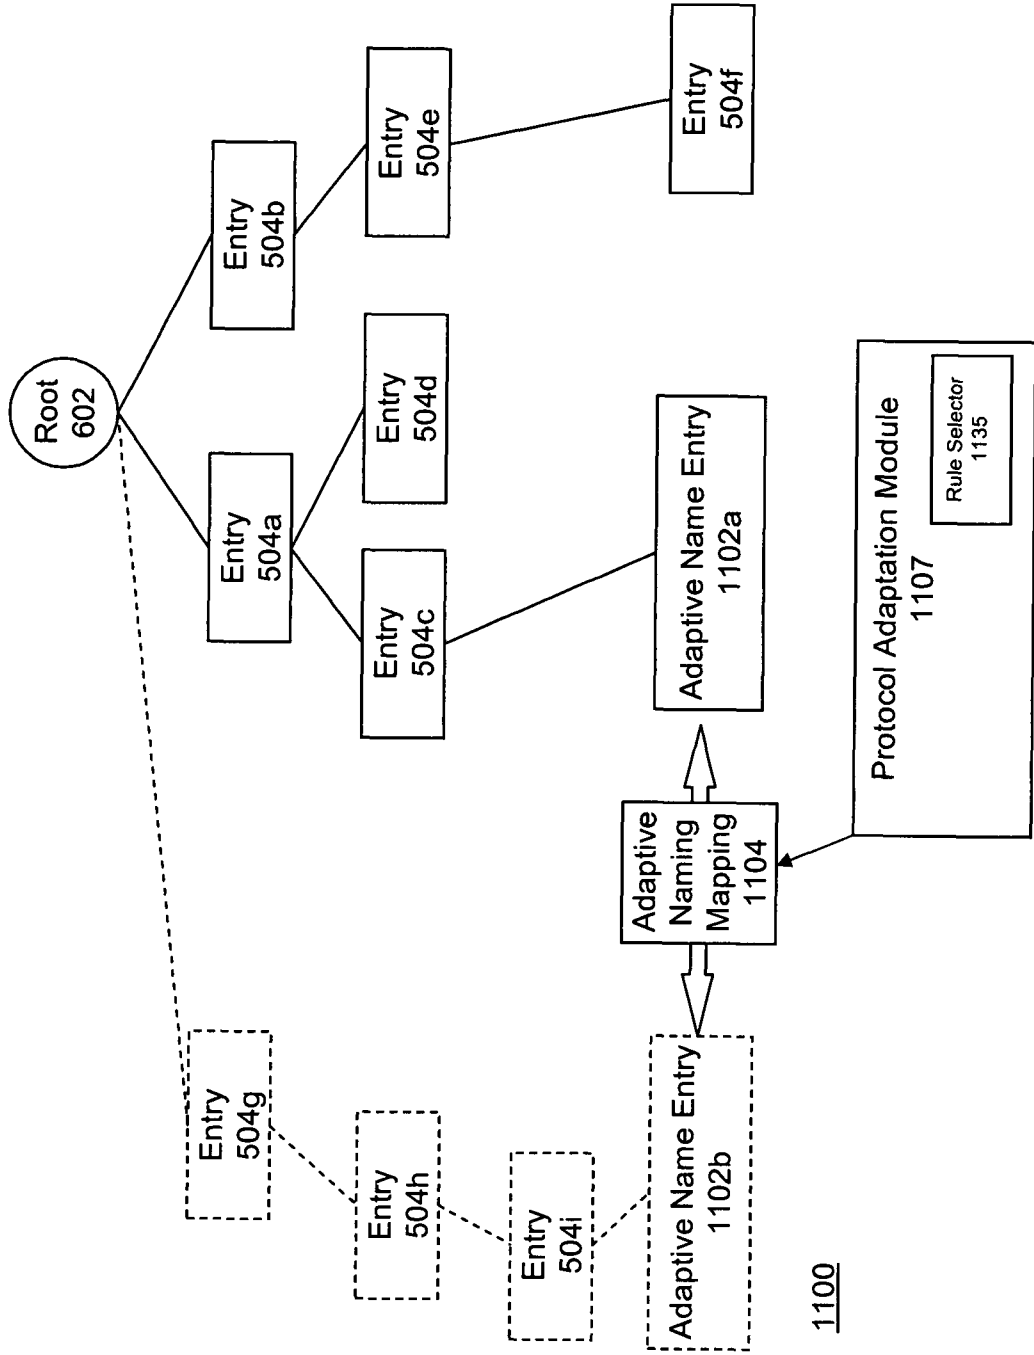 Root
602
Entry
504g
Entry
504a
Entry
504b
Entry
504h
Entry
504c
Entry
504d
Entry
504e
Entry
504i
Adaptive Name Entry
1102b
Adaptive
Naming
Mapping
1104
Adaptive Name Entry
1102a
Entry
504f
Protocol Adaptation Module
1107
Rule Selector
1135
1100